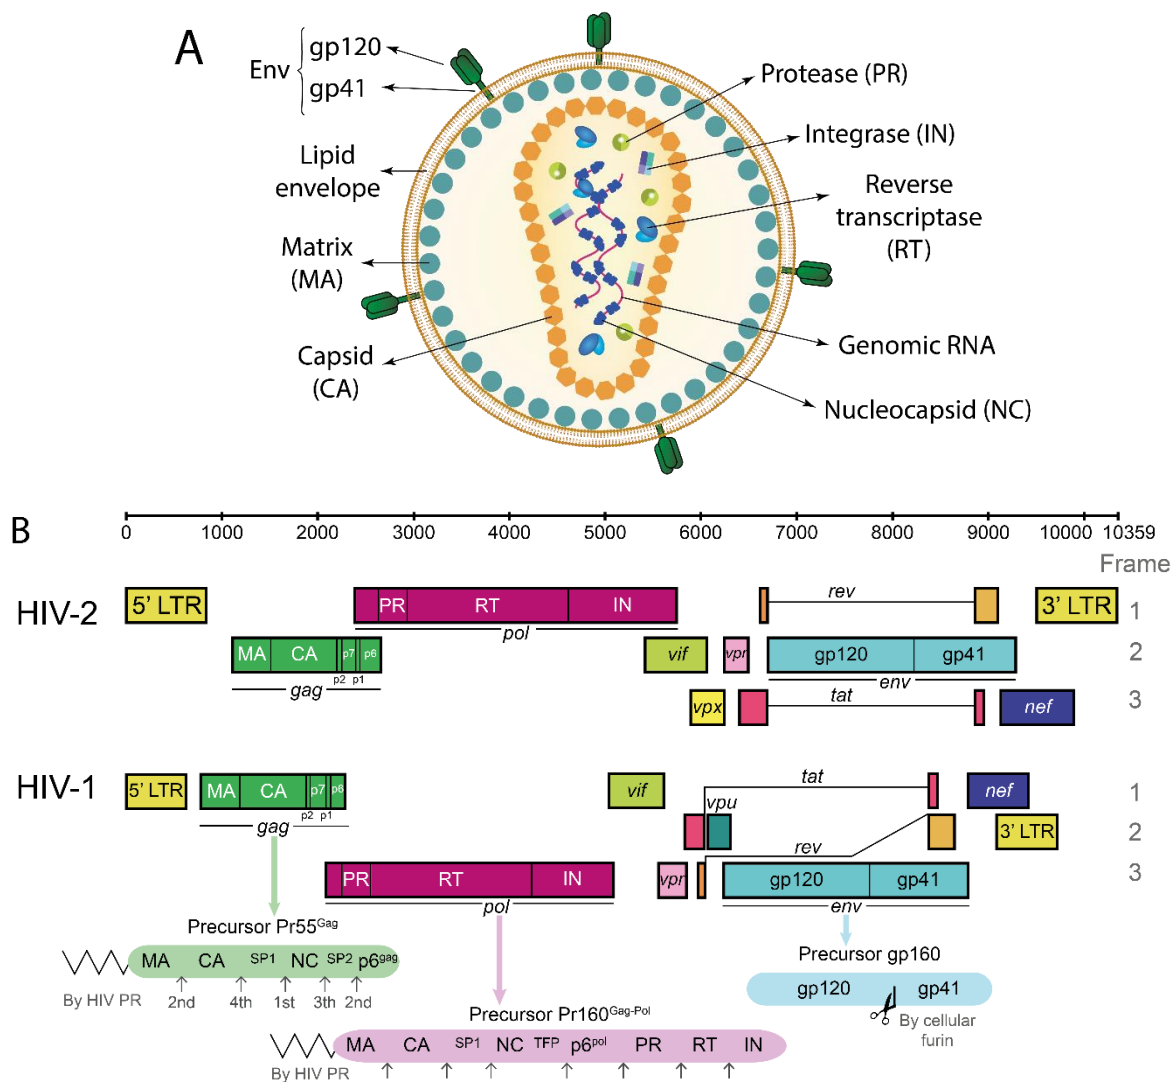 A
Env
gp120
gp41
Lipid
envelope
Matrix
(MA)
Capsid
(CA)
Protease (PR)
Integrase (IN)
Reverse
transcriptase
(RT)
Genomic RNA
Nucleocapsid (NC)
B
0 1000 2000 3000 4000 5000 6000 7000 8000 9000 10000 10359
Frame
HIV-2
5' LTR PR RT IN rev 3' LTR 1
pol
MA CA p7 p6 vif vpr gp120 gp41 2
p2 p1
gag env
vpx tat nef 3
HIV-1
5' LTR MA CA p7 p6 vif tat nef 1
p2 p1
gag vpu 3' LTR 2
rev
PR RT IN vpr gp120 gp41 3
pol env
Precursor Pr55Gag
MA CA SP1 NC SP2 p6gag
By HIV PR 2nd 4th 1st 3th 2nd
Precursor Pr160Gag-Pol
MA CA SP1 NC TFP p6pol PR RT IN
By HIV PR
Precursor gp160
gp120 gp41
By cellular
furin